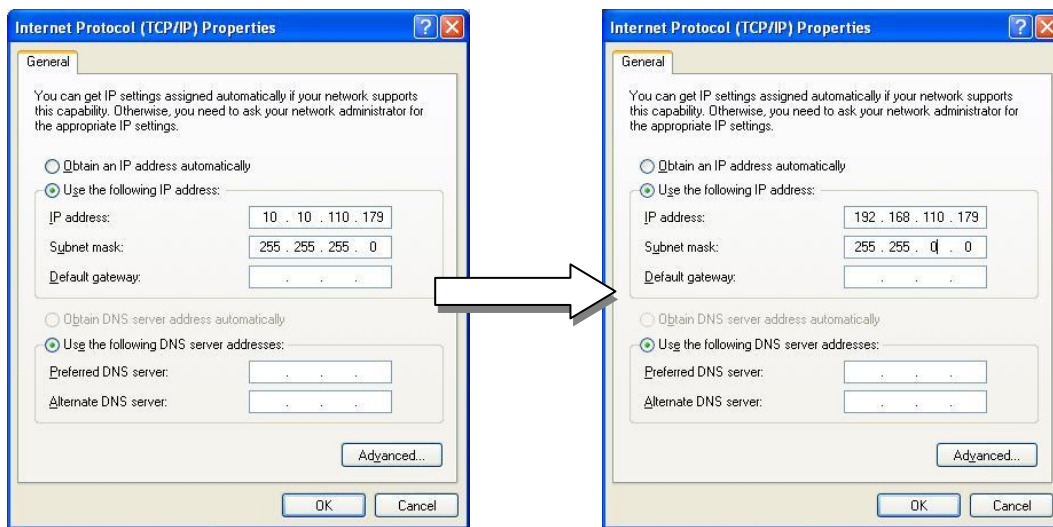 Internet Protocol (TCP/IP) Properties
General
You can get IP settings assigned automatically if your network supports
this capability. Otherwise, you need to ask your network administrator for
the appropriate IP settings.
Obtain an IP address automatically
Use the following IP address:
IP address: 10 . 10 . 110 . 179
Subnet mask: 255 . 255 . 255 . 0
Default gateway: . . .
Obtain DNS server address automatically
Use the following DNS server addresses:
Preferred DNS server: . . .
Alternate DNS server: . . .
Advanced...
OK Cancel
Internet Protocol (TCP/IP) Properties
General
You can get IP settings assigned automatically if your network supports
this capability. Otherwise, you need to ask your network administrator for
the appropriate IP settings.
Obtain an IP address automatically
Use the following IP address:
IP address: 192 . 168 . 110 . 179
Subnet mask: 255 . 255 . 0 . 0
Default gateway: . . .
Obtain DNS server address automatically
Use the following DNS server addresses:
Preferred DNS server: . . .
Alternate DNS server: . . .
Advanced...
OK Cancel